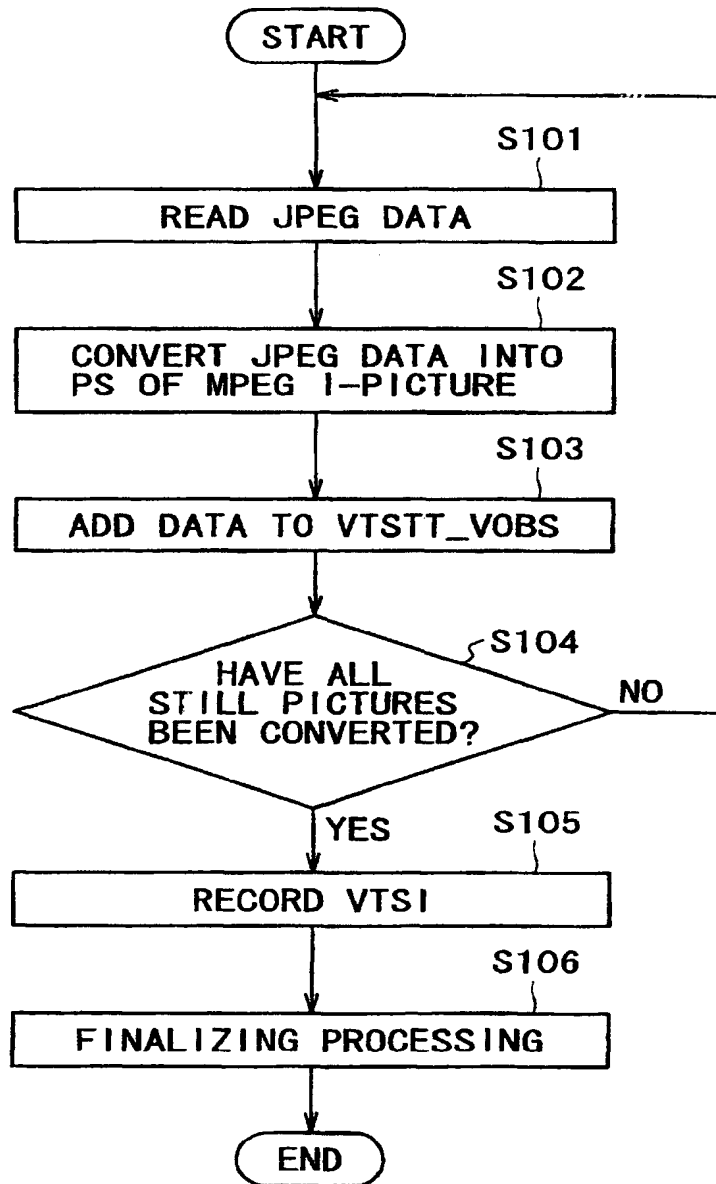 START
S101
READ JPEG DATA
S102
CONVERT JPEG DATA INTO
PS OF MPEG I-PICTURE
S103
ADD DATA TO VTSTT_VOBS
S104
HAVE ALL
STILL PICTURES
BEEN CONVERTED?
NO
YES
S105
RECORD VTSI
S106
FINALIZING PROCESSING
END